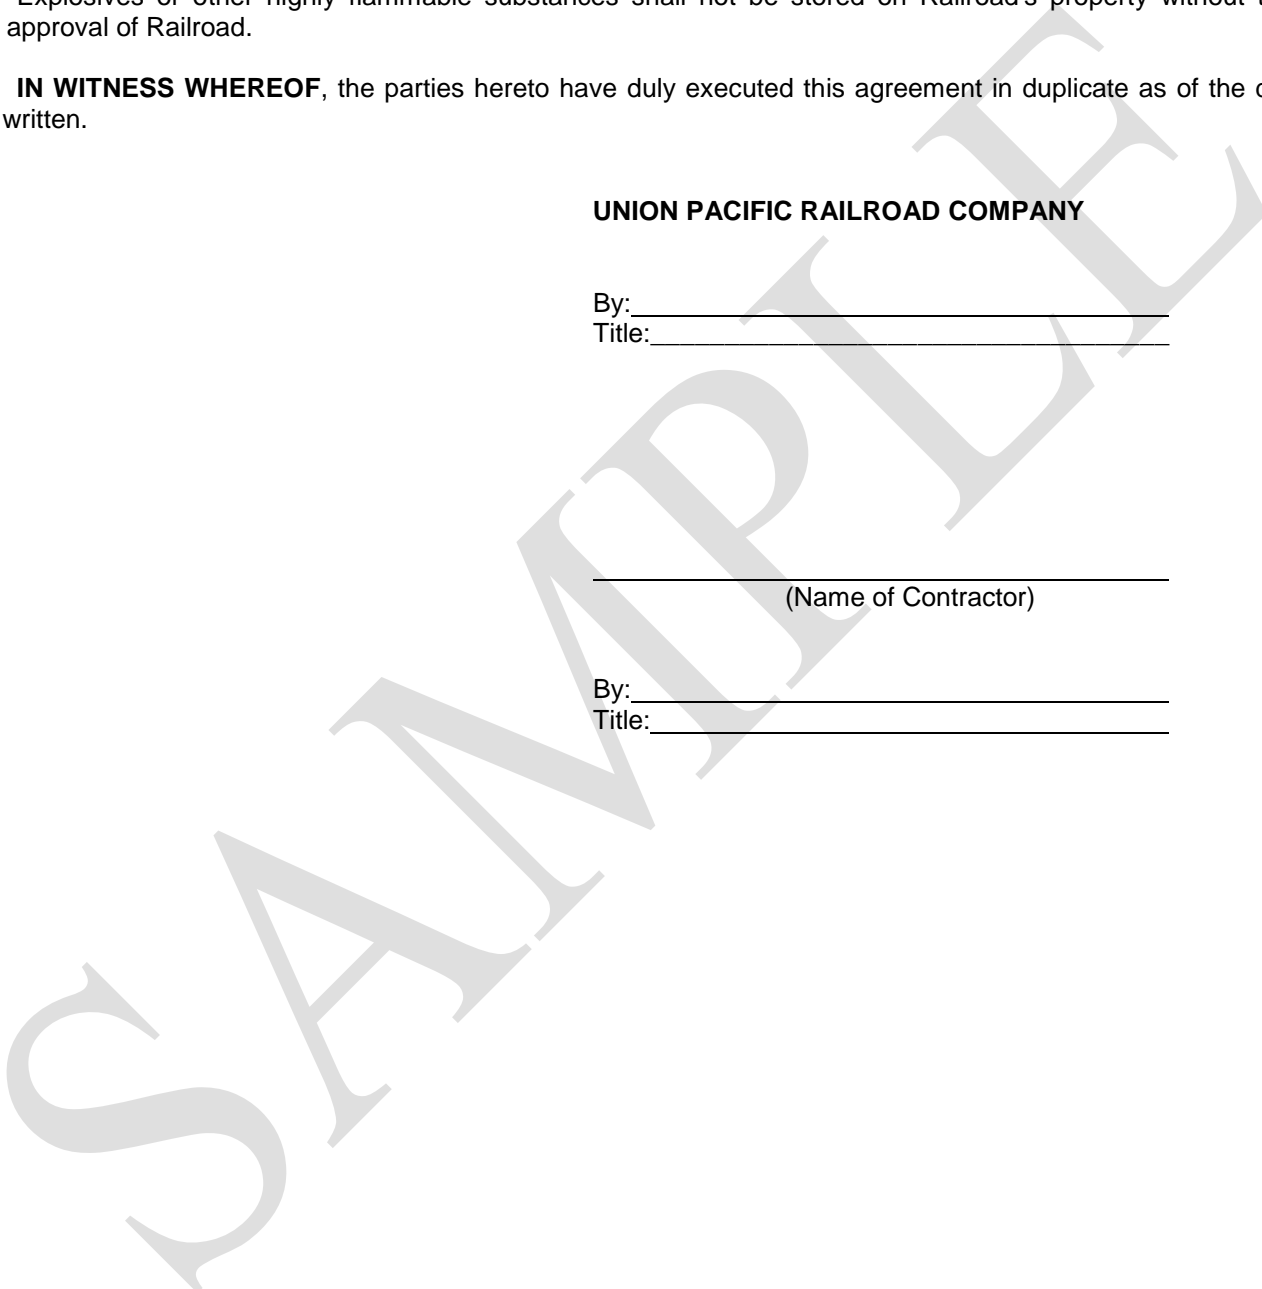 Explosives or other highly flammable substances shall not be stored on Railroad's property without
approval of Railroad.
IN WITNESS WHEREOF, the parties hereto have duly executed this agreement in duplicate as of the
written.
UNION PACIFIC RAILROAD COMPANY
By:
Title:
(Name of Contractor)
By:
Title:
SAMPLE